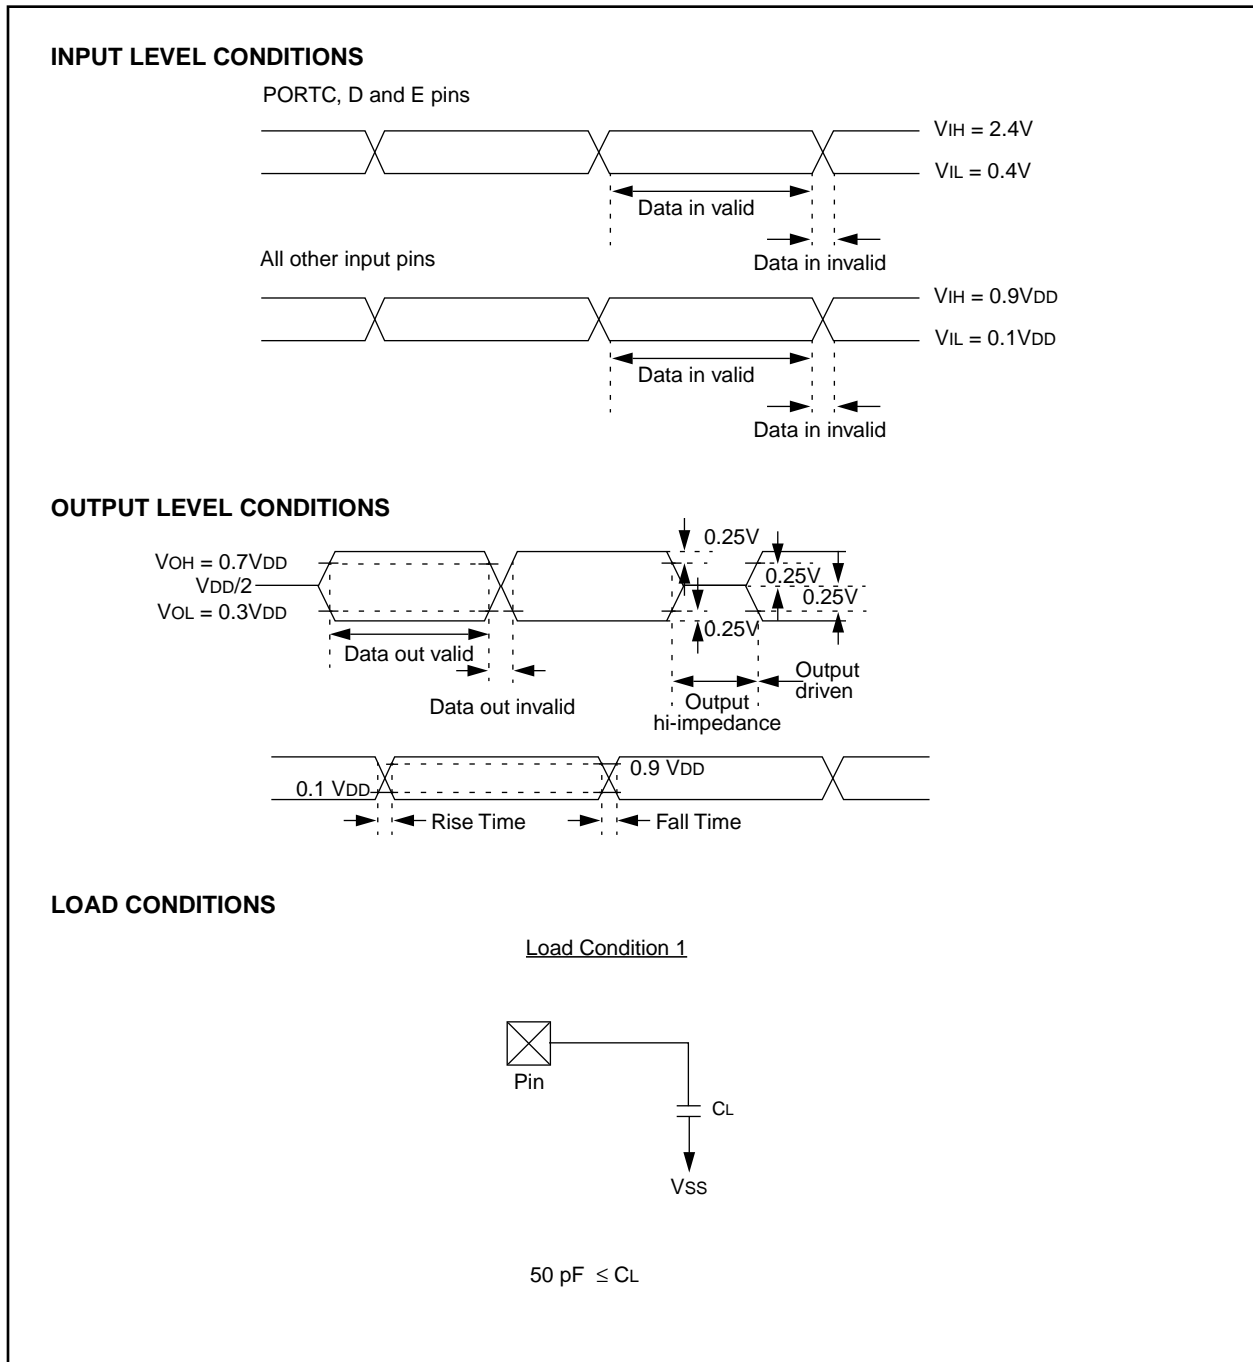 INPUT LEVEL CONDITIONS
PORTC, D and E pins
VIH = 2.4V
VIL = 0.4V
Data in valid
Data in invalid
All other input pins
VIH = 0.9VDD
VIL = 0.1VDD
Data in valid
Data in invalid
OUTPUT LEVEL CONDITIONS
0.25V
VOH = 0.7VDD
VDD/2
0.25V
VOL = 0.3VDD
0.25V
0.25V
Data out valid
Output
driven
Data out invalid
Output
hi-impedance
0.9 VDD
0.1 VDD
Rise Time
Fall Time
LOAD CONDITIONS
Load Condition 1
Pin
CL
VSS
50 pF ≤ CL